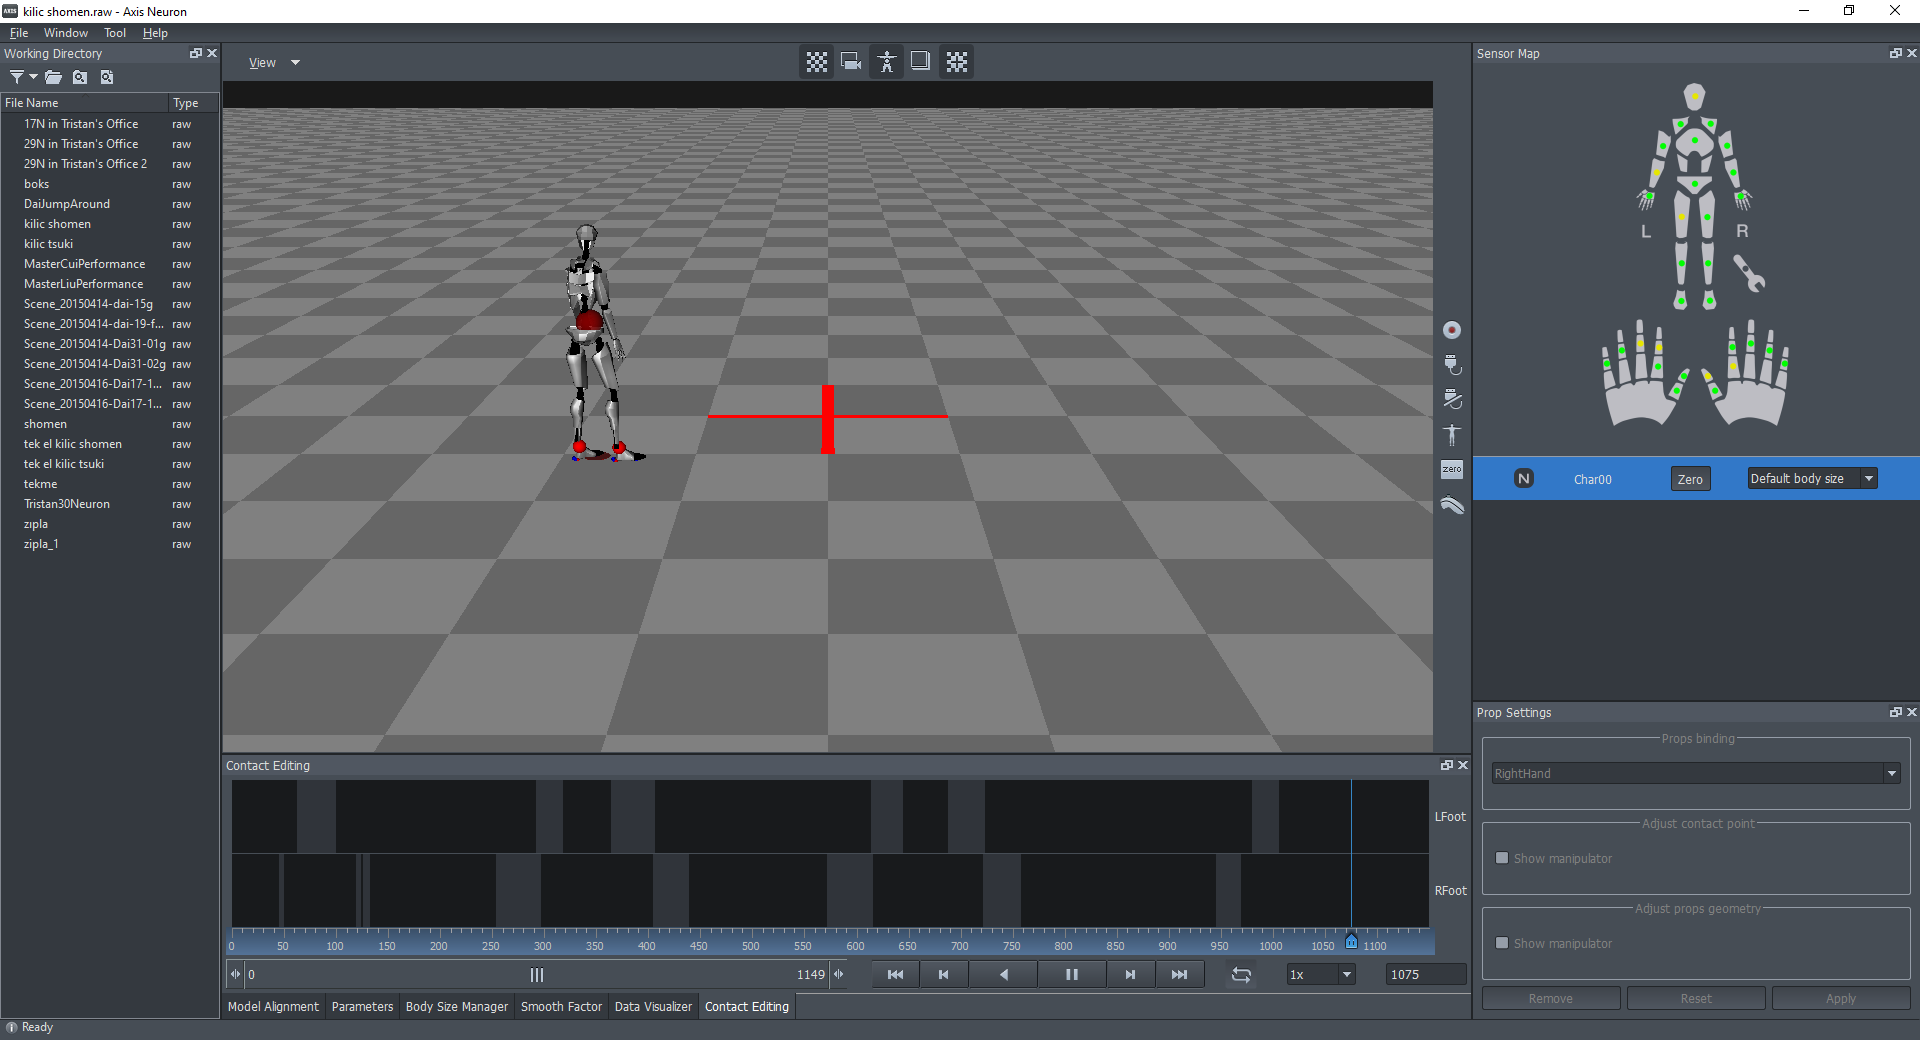 AXIS kilic shomen.raw - Axis Neuron
File Window Tool Help
Working Directory
File Name Type
17N in Tristan's Office raw
29N in Tristan's Office raw
29N in Tristan's Office 2 raw
boks raw
DaiJumpAround raw
kilic shomen raw
kilic tsuki raw
MasterCuiPerformance raw
MasterLiuPerformance raw
Scene_20150414-dai-15g raw
Scene_20150414-dai-19-f... raw
Scene_20150414-Dai31-01g raw
Scene_20150414-Dai31-02g raw
Scene_20150416-Dai17-1... raw
Scene_20150416-Dai17-1... raw
shomen raw
tek el kilic shomen raw
tek el kilic tsuki raw
tekme raw
Tristan30Neuron raw
zıpla raw
zipla_1 raw
View
zero
Sensor Map
L R
N Char00 Zero Default body size
Prop Settings
Props binding
RightHand
Adjust contact point
Show manipulator
Adjust props geometry
Show manipulator
Remove Reset Apply
Contact Editing
LFoot
RFoot
0 50 100 150 200 250 300 350 400 450 500 550 600 650 700 750 800 850 900 950 1000 1050 1100
0 1149 1x 1075
Model Alignment Parameters Body Size Manager Smooth Factor Data Visualizer Contact Editing
Ready